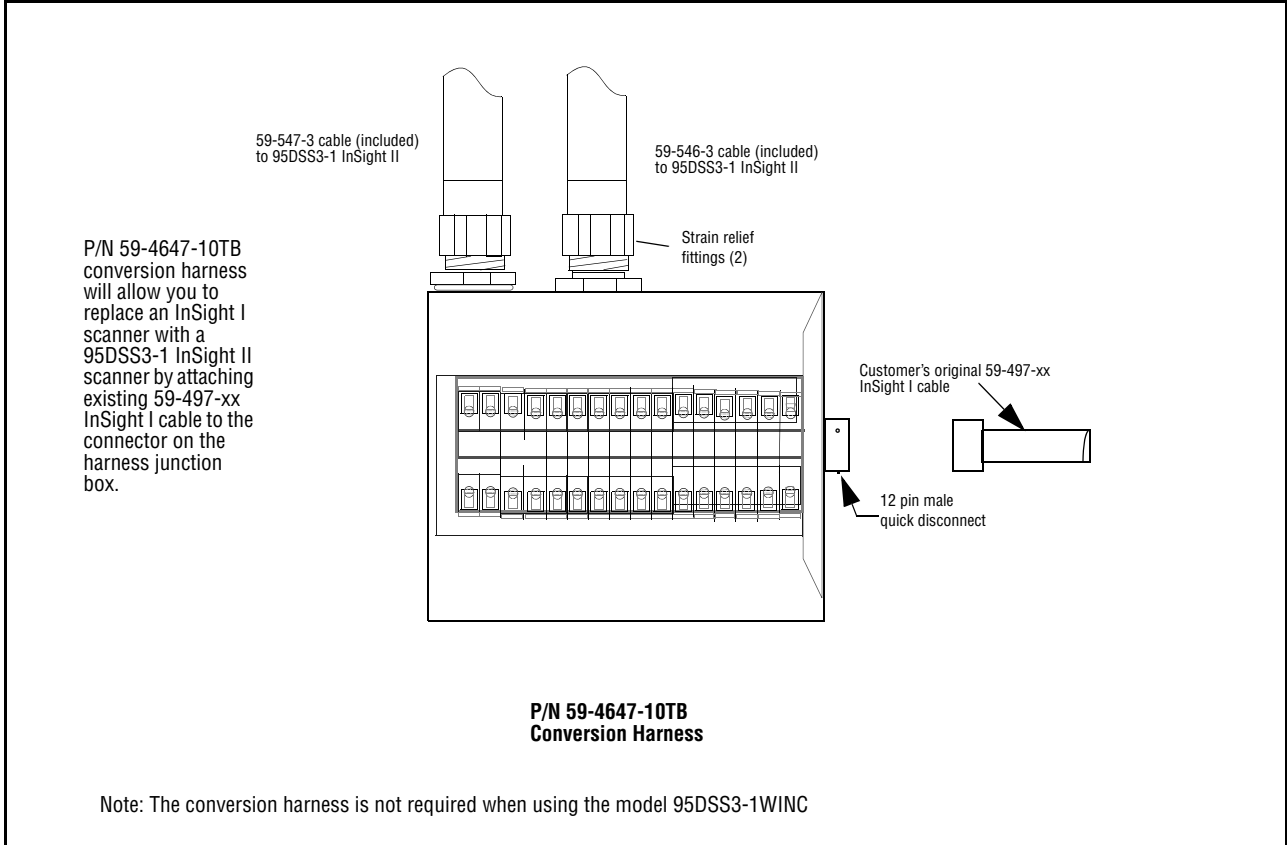 59-547-3 cable (included)
to 95DSS3-1 InSight II
59-546-3 cable (included)
to 95DSS3-1 InSight II
Strain relief
fittings (2)
P/N 59-4647-10TB
conversion harness
will allow you to
replace an InSight I
scanner with a
95DSS3-1 InSight II
scanner by attaching
existing 59-497-xx
InSight I cable to the
connector on the
harness junction
box.
Customer's original 59-497-xx
InSight I cable
12 pin male
quick disconnect
P/N 59-4647-10TB
Conversion Harness
Note: The conversion harness is not required when using the model 95DSS3-1WINC